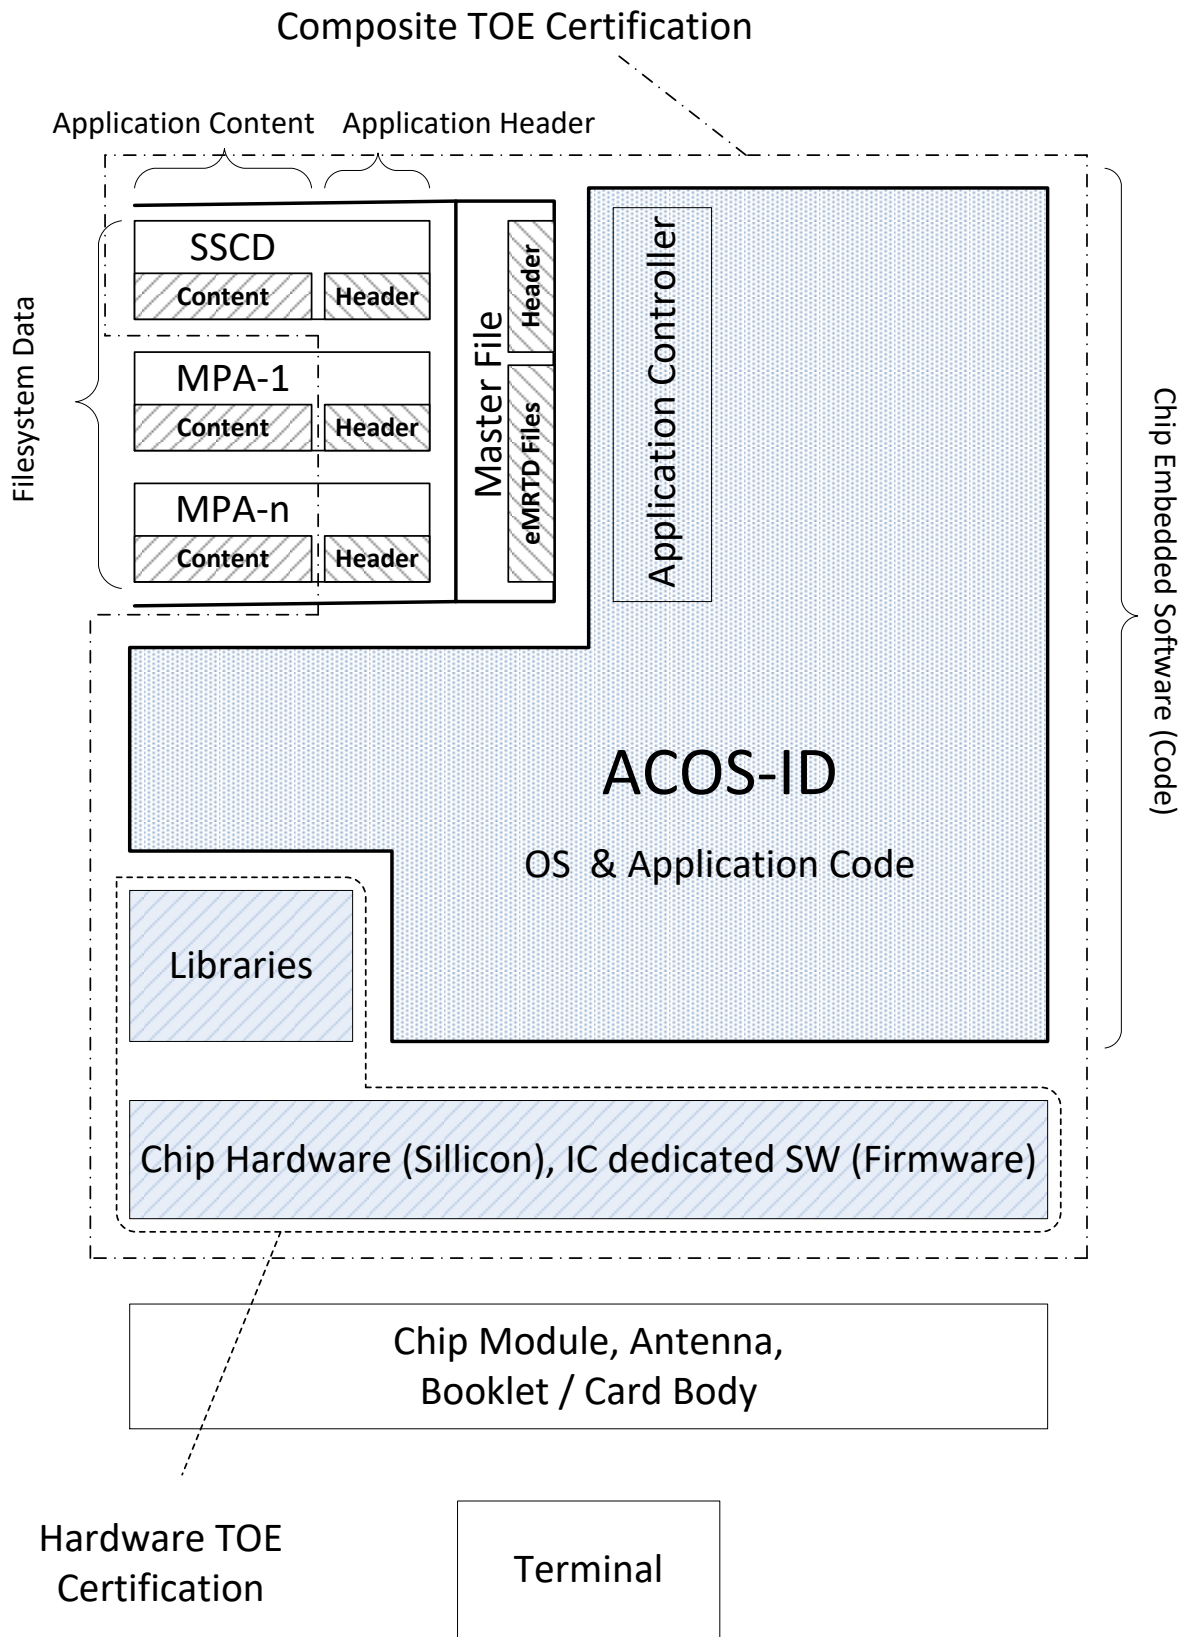 Composite TOE Certification
Application Content
Application Header
Filesystem Data
SSCD
Content
Header
MPA-1
Content
Header
MPA-n
Content
Header
Master File
Header
eMRTD Files
Application Controller
Chip Embedded Software (Code)
ACOS-ID
OS & Application Code
Libraries
Chip Hardware (Sillicon), IC dedicated SW (Firmware)
Chip Module, Antenna,
Booklet / Card Body
Hardware TOE
Certification
Terminal